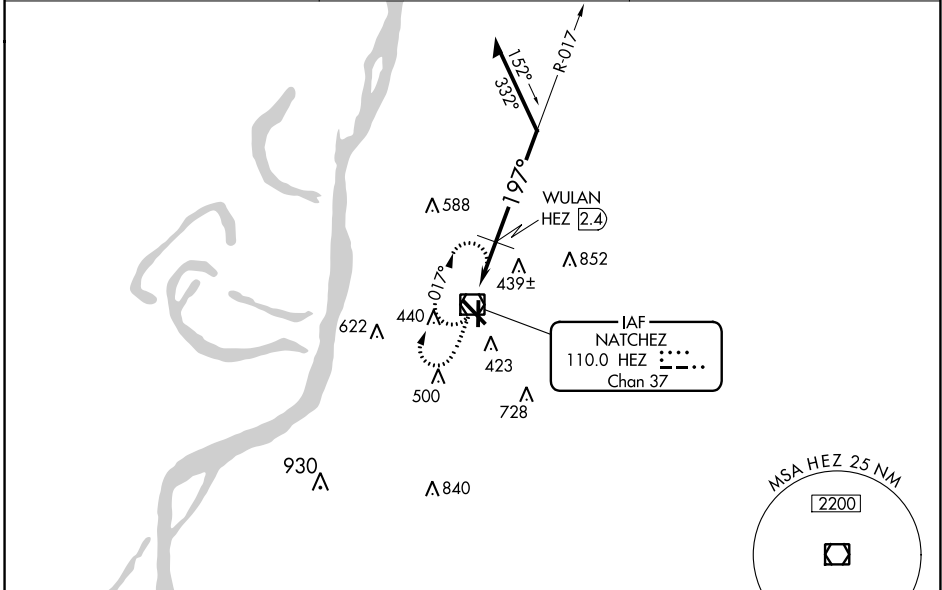 R-017
152°
332°
197°
WULAN
HEZ 2.4
588
852
439±
017°
440
622
423
500
728
IAF
NATCHEZ
110.0 HEZ
Chan 37
930
840
MSA HEZ 25 NM
2200